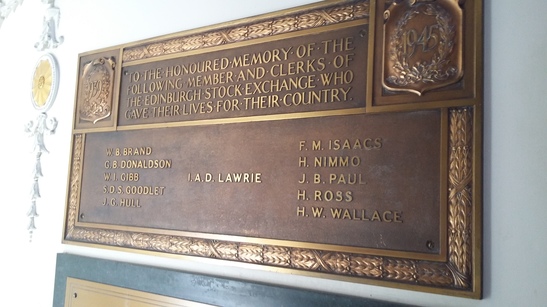 1939
1945
TO THE HONOURED MEMORY OF THE
FOLLOWING MEMBER AND CLERKS OF
THE EDINBURGH STOCK EXCHANGE WHO
GAVE THEIR LIVES FOR THEIR COUNTRY.
W. B. BRAND
G. B. DONALDSON
W. I. GIBB
S. D. S. GOODLET
J. G. HULL
I. A. D. LAWRIE
F. M. ISAACS
H. NIMMO
J. B. PAUL
H. ROSS
H. W. WALLACE